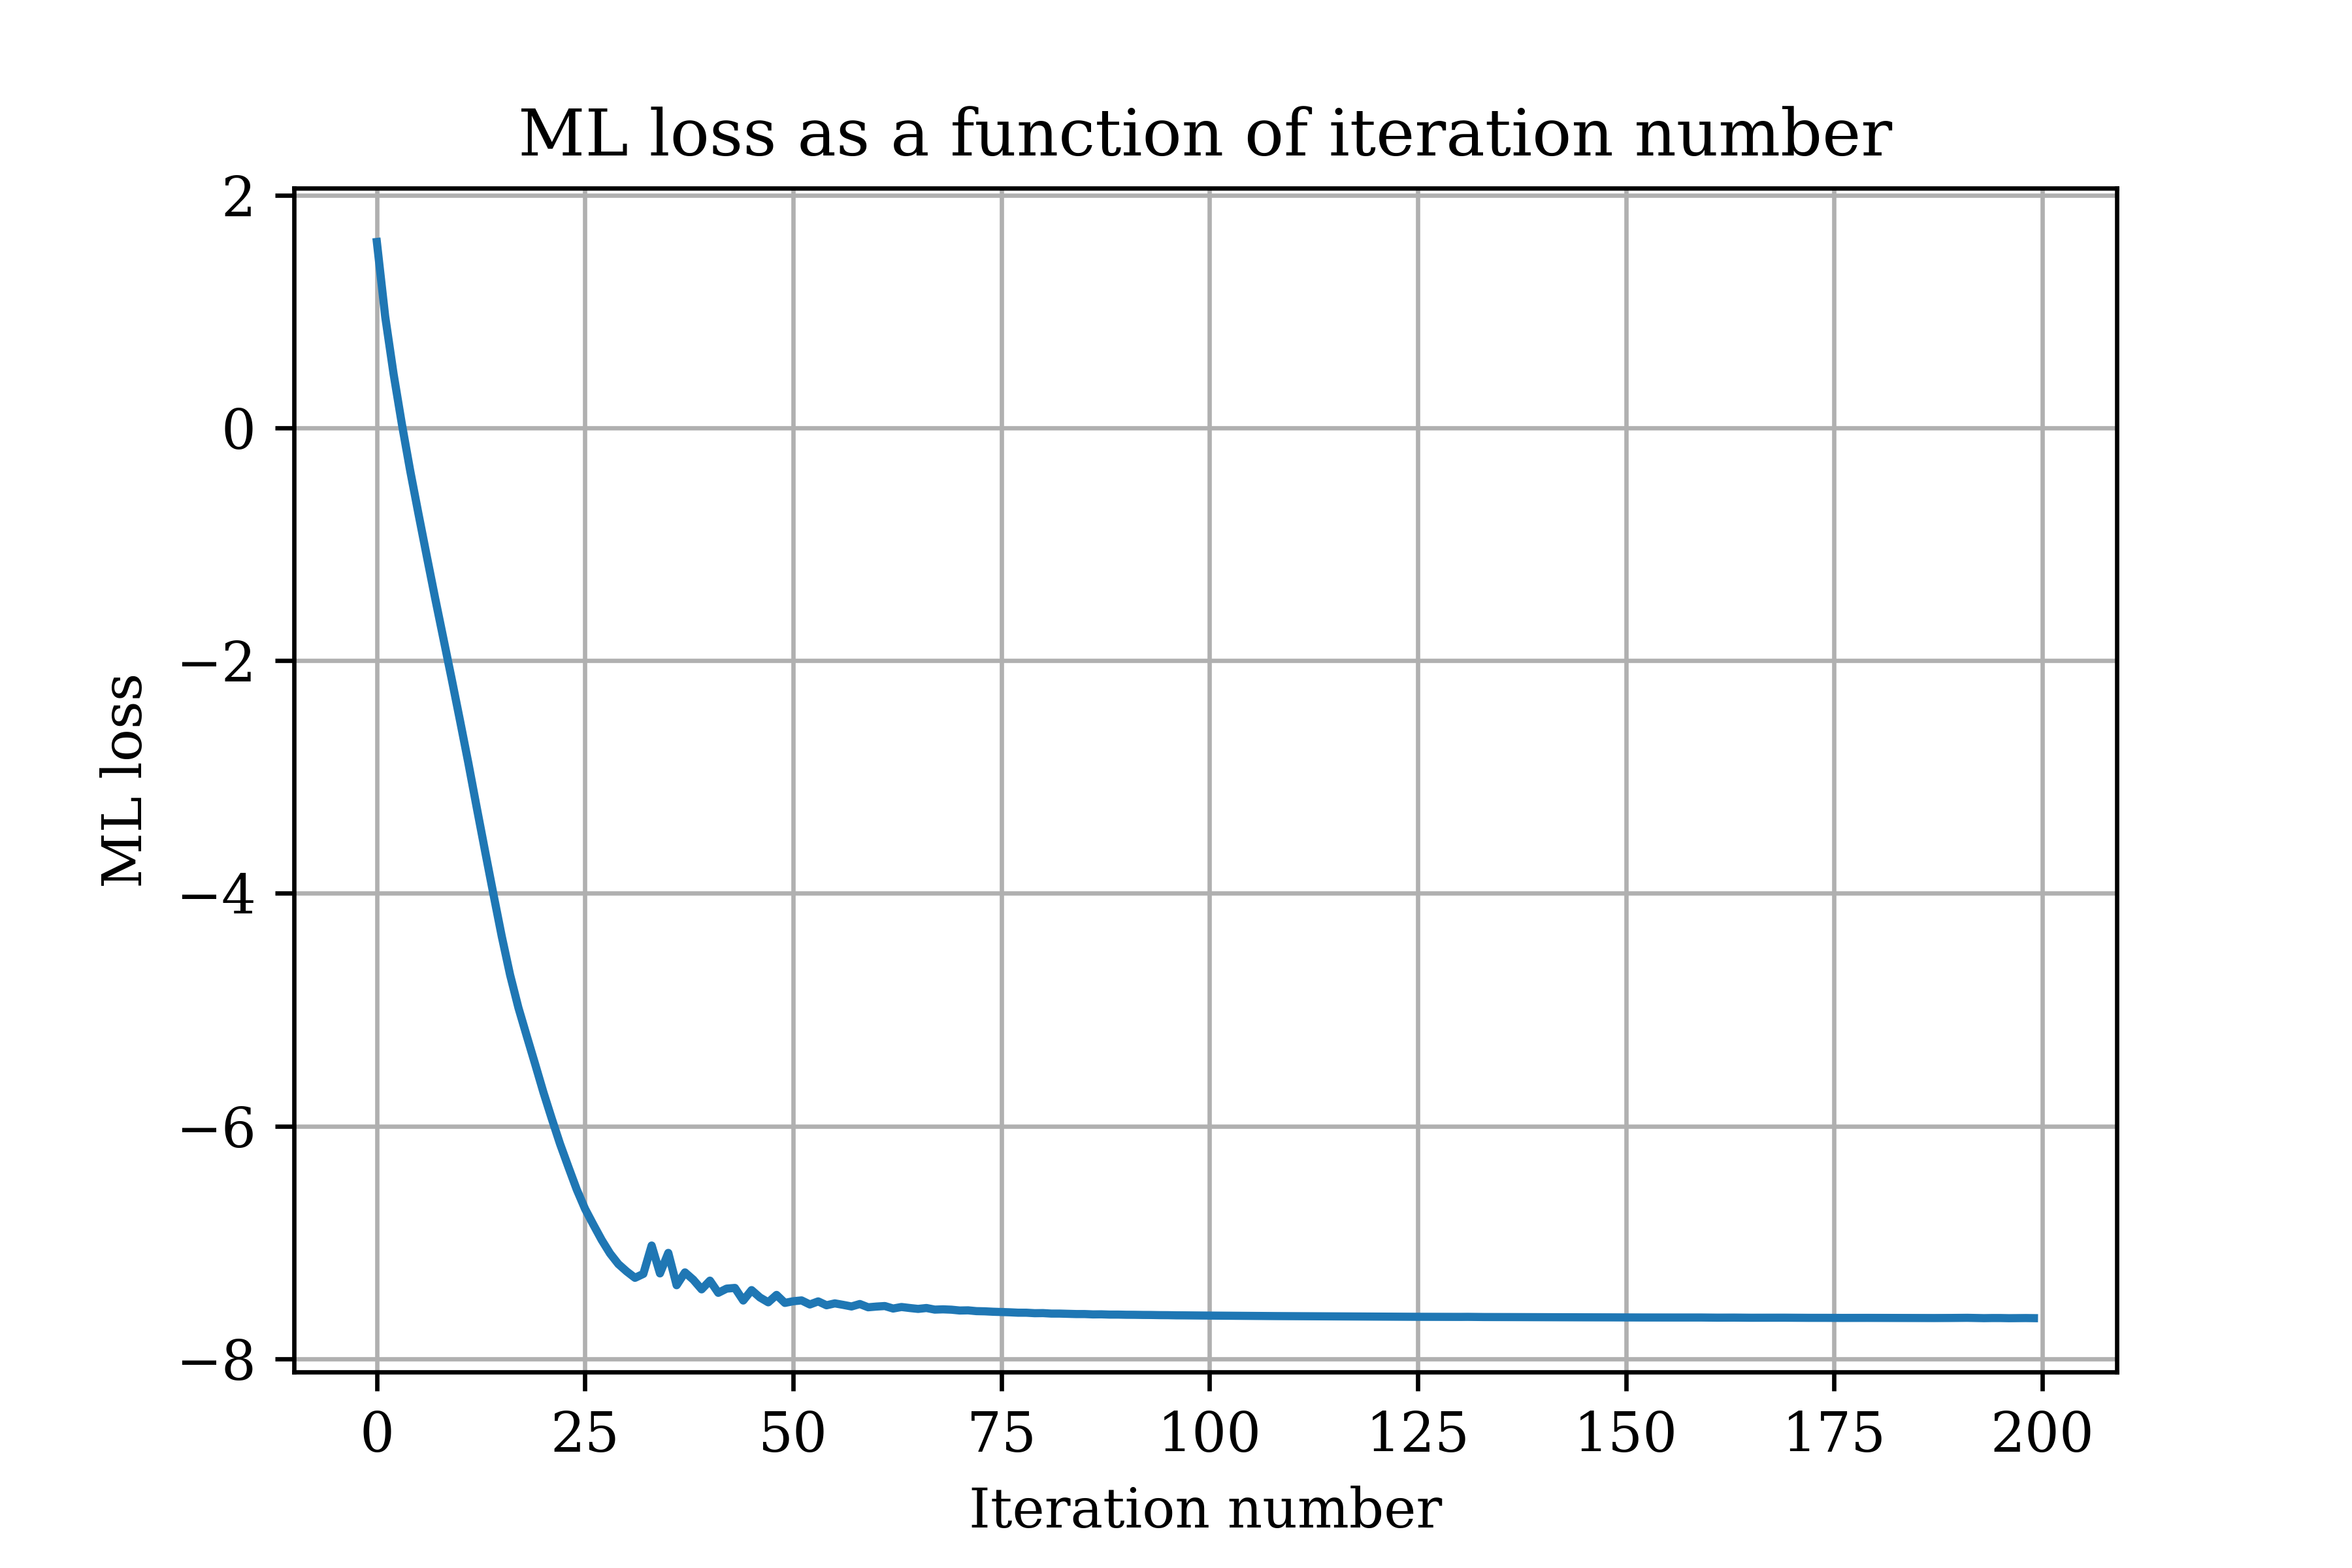 ML loss as a function of iteration number
ML loss
2
0
−2
−4
−6
−8
0 25 50 75 100 125 150 175 200
Iteration number